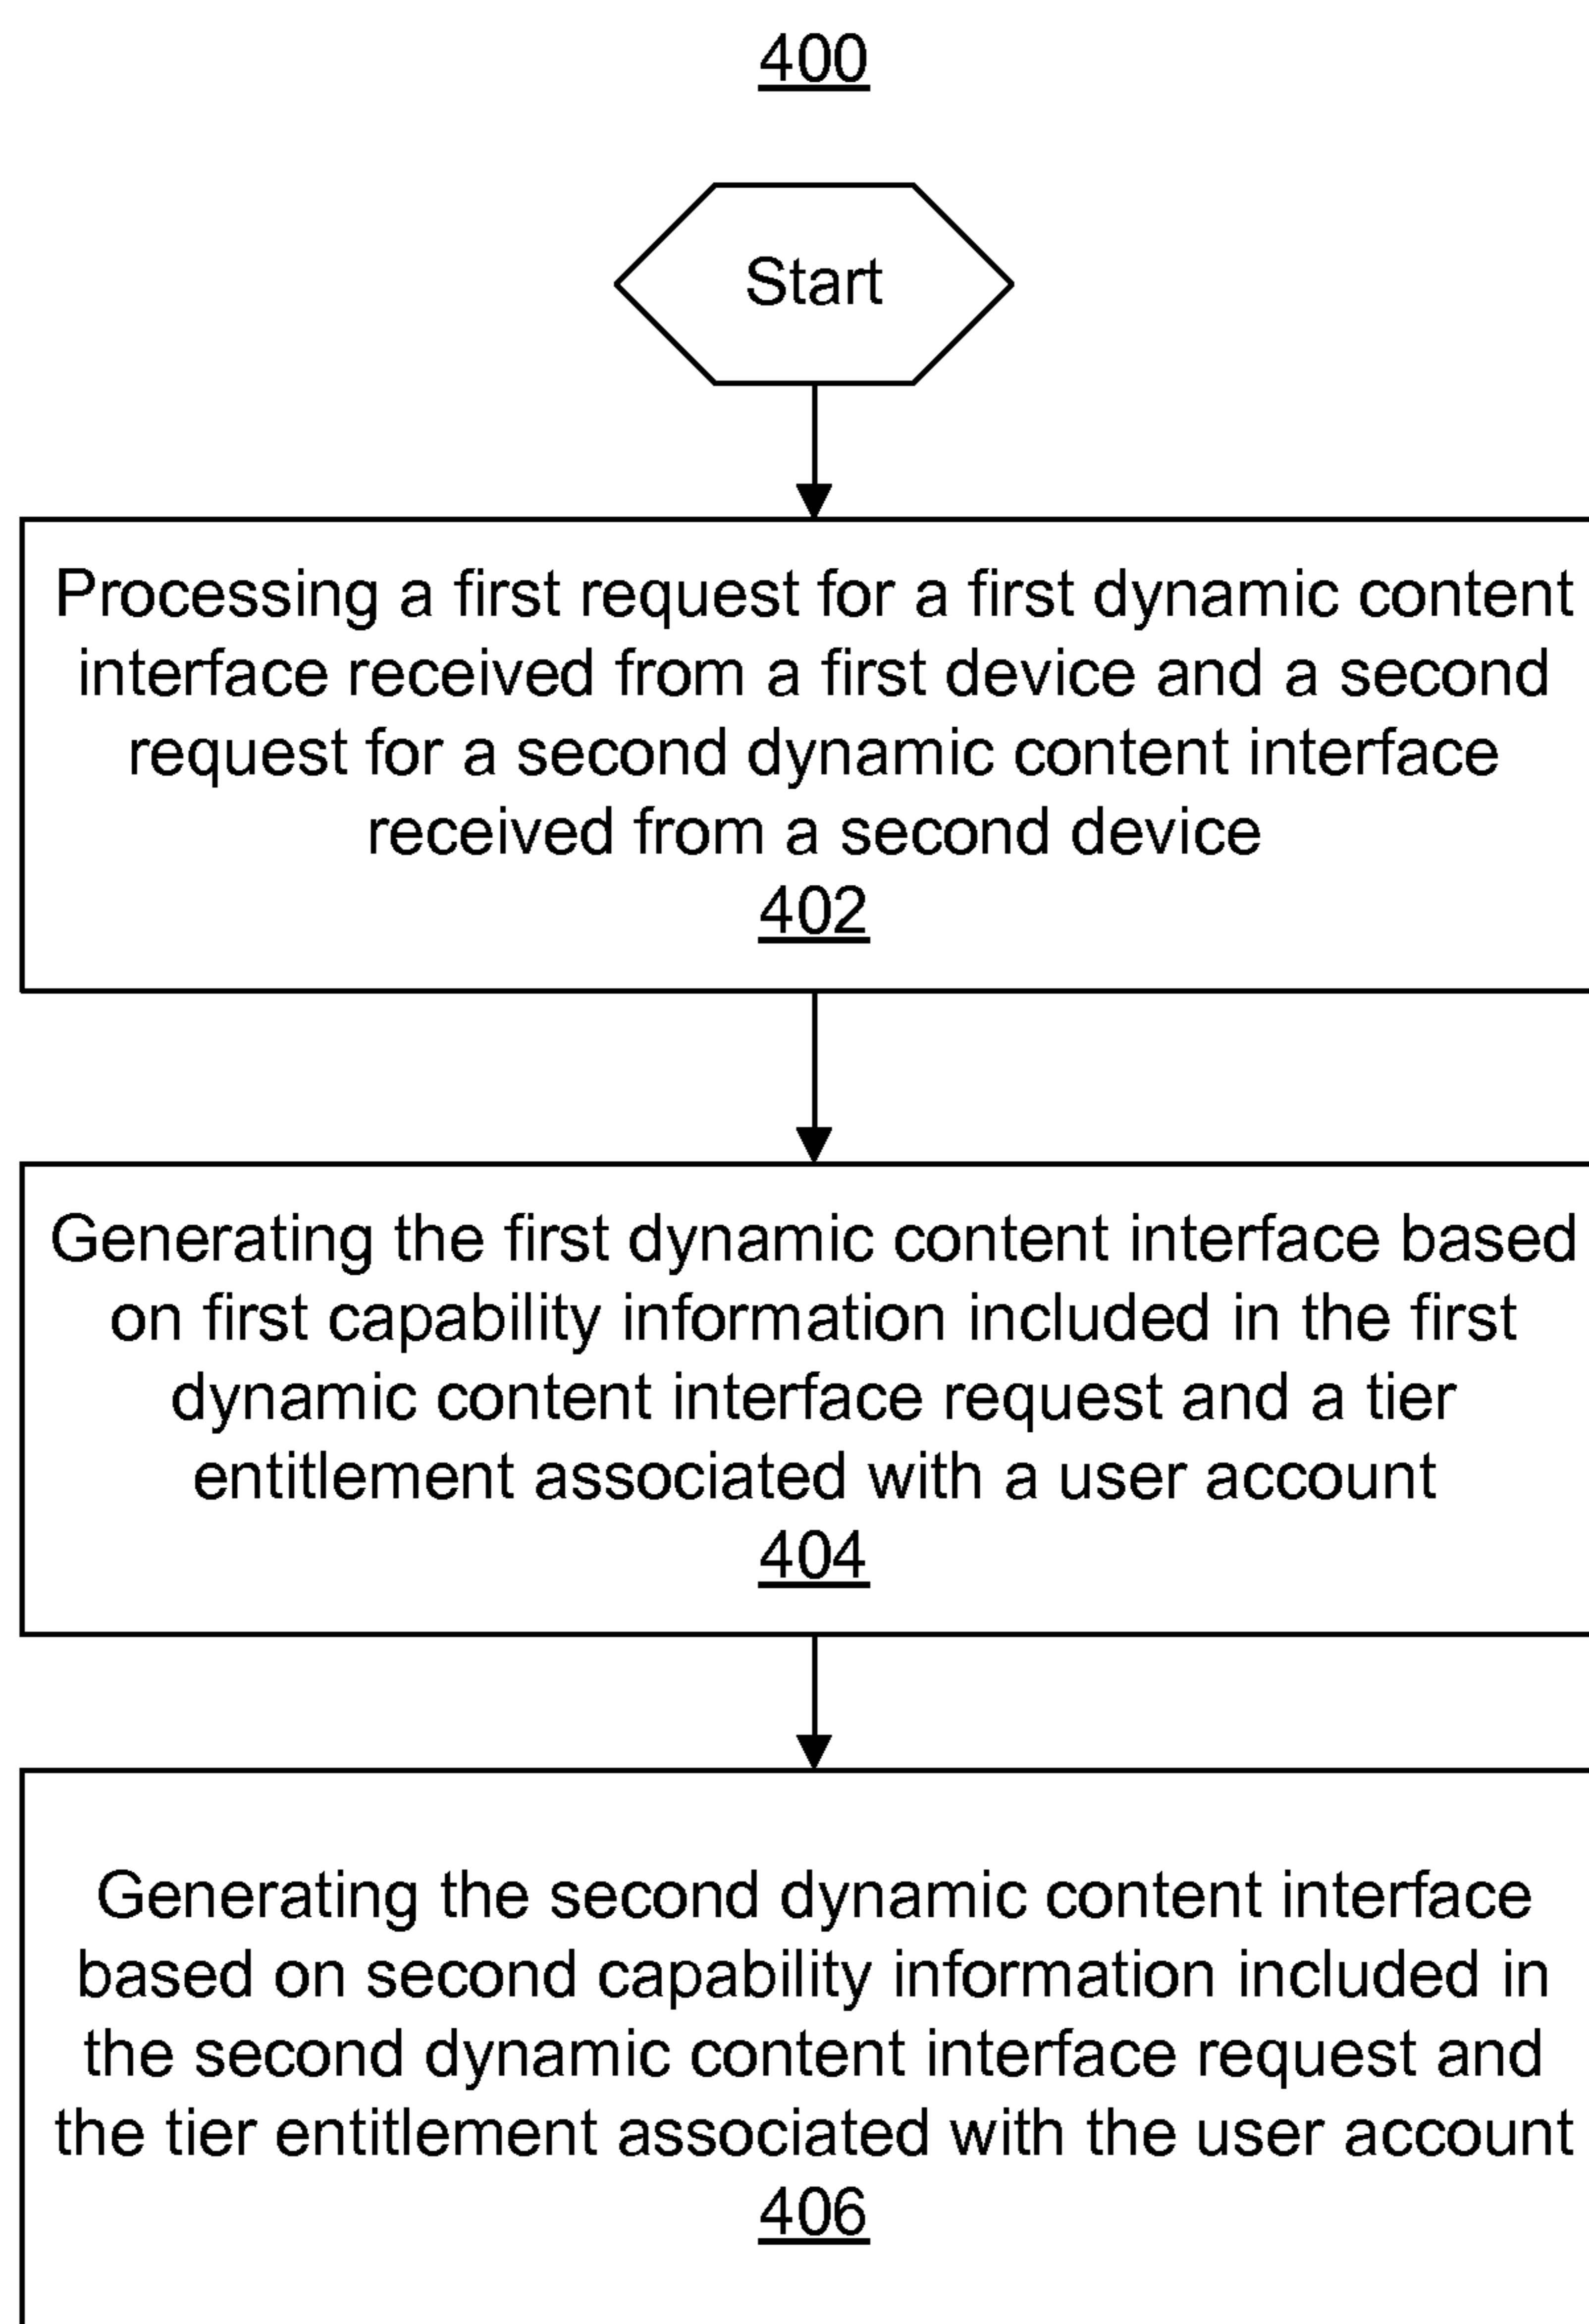 400
Start
Processing a first request for a first dynamic content
interface received from a first device and a second
request for a second dynamic content interface
received from a second device
402
Generating the first dynamic content interface based
on first capability information included in the first
dynamic content interface request and a tier
entitlement associated with a user account
404
Generating the second dynamic content interface
based on second capability information included in
the second dynamic content interface request and
the tier entitlement associated with the user account
406